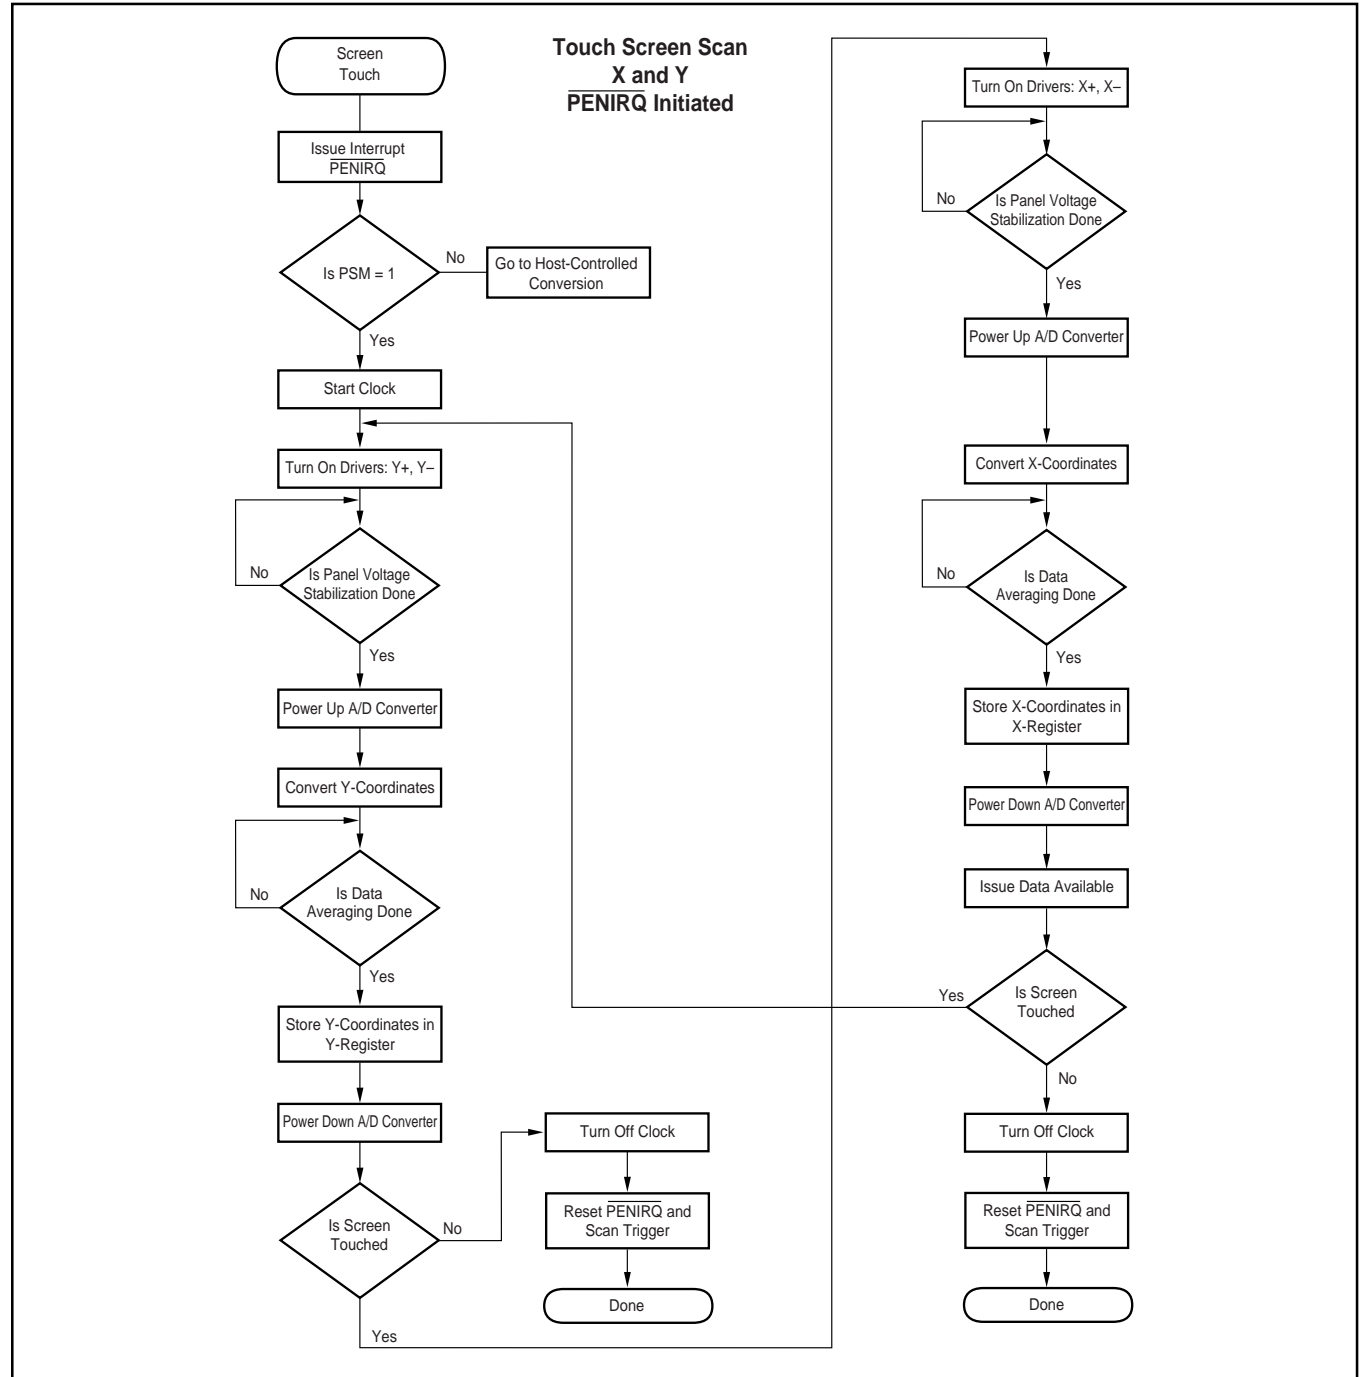 Touch Screen Scan
X and Y
PENIRQ Initiated
Screen
Touch
Issue Interrupt
PENIRQ
Is PSM = 1
No
Go to Host-Controlled
Conversion
Yes
Start Clock
Turn On Drivers: Y+, Y–
Is Panel Voltage
Stabilization Done
No
Yes
Power Up A/D Converter
Convert Y-Coordinates
Is Data
Averaging Done
No
Yes
Store Y-Coordinates in
Y-Register
Power Down A/D Converter
Is Screen
Touched
No
Yes
Turn Off Clock
Reset PENIRQ and
Scan Trigger
Done
Turn On Drivers: X+, X–
Is Panel Voltage
Stabilization Done
No
Yes
Power Up A/D Converter
Convert X-Coordinates
Is Data
Averaging Done
No
Yes
Store X-Coordinates in
X-Register
Power Down A/D Converter
Issue Data Available
Is Screen
Touched
Yes
No
Turn Off Clock
Reset PENIRQ and
Scan Trigger
Done